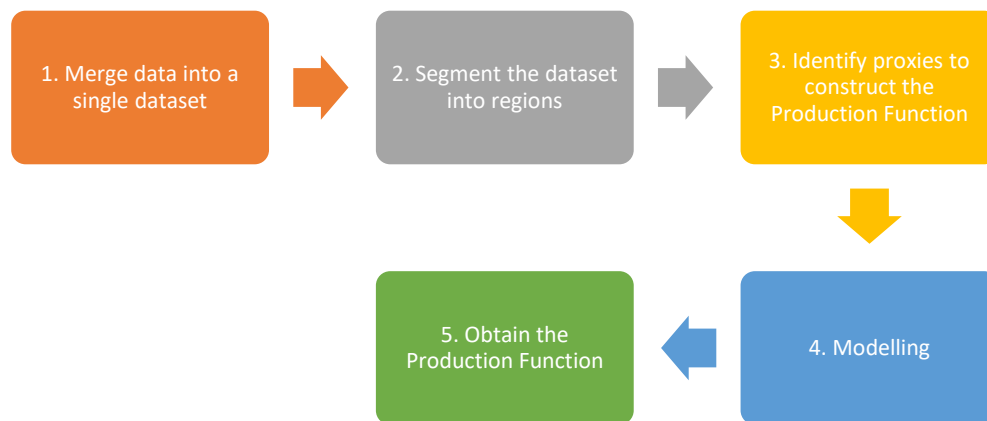 1. Merge data into a
single dataset
2. Segment the dataset
into regions
3. Identify proxies to
construct the
Production Function
4. Modelling
5. Obtain the
Production Function